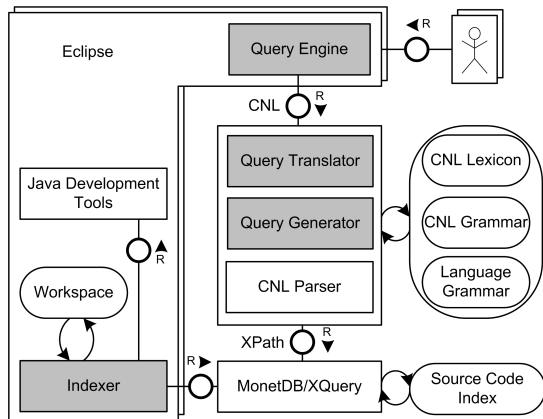 Eclipse
Query Engine
R
CNL
R
Query Translator
CNL Lexicon
Java Development
Tools
Query Generator
CNL Grammar
R
Workspace
CNL Parser
Language
Grammar
XPath
R
R
Indexer
MonetDB/XQuery
Source Code
Index